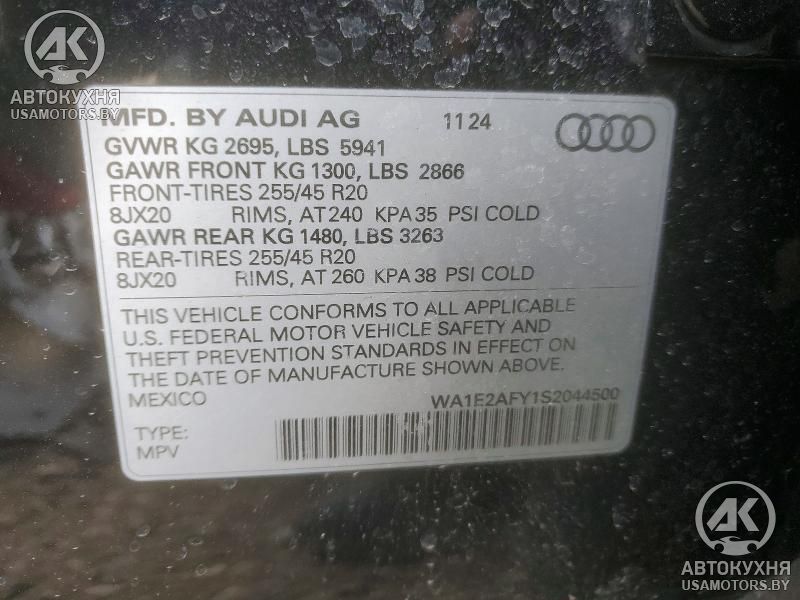 AK
АВТОКУХНЯ
USAMOTORS.BY
MFD. BY AUDI AG 11 24
GVWR KG 2695, LBS 5941
GAWR FRONT KG 1300, LBS 2866
FRONT-TIRES 255/45 R20
8JX20 RIMS, AT 240 KPA 35 PSI COLD
GAWR REAR KG 1480, LBS 3263
REAR-TIRES 255/45 R20
8JX20 RIMS, AT 260 KPA 38 PSI COLD
THIS VEHICLE CONFORMS TO ALL APPLICABLE
U.S. FEDERAL MOTOR VEHICLE SAFETY AND
THEFT PREVENTION STANDARDS IN EFFECT ON
THE DATE OF MANUFACTURE SHOWN ABOVE.
MEXICO WA1E2AFY1S2044500
TYPE:
MPV
AK
АВТОКУХНЯ
USAMOTORS.BY